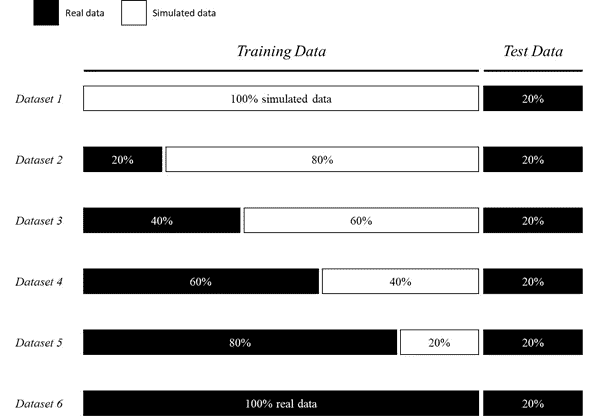 Real data Simulated data
Training Data Test Data
Dataset 1 100% simulated data 20%
Dataset 2 20% 80% 20%
Dataset 3 40% 60% 20%
Dataset 4 60% 40% 20%
Dataset 5 80% 20% 20%
Dataset 6 100% real data 20%